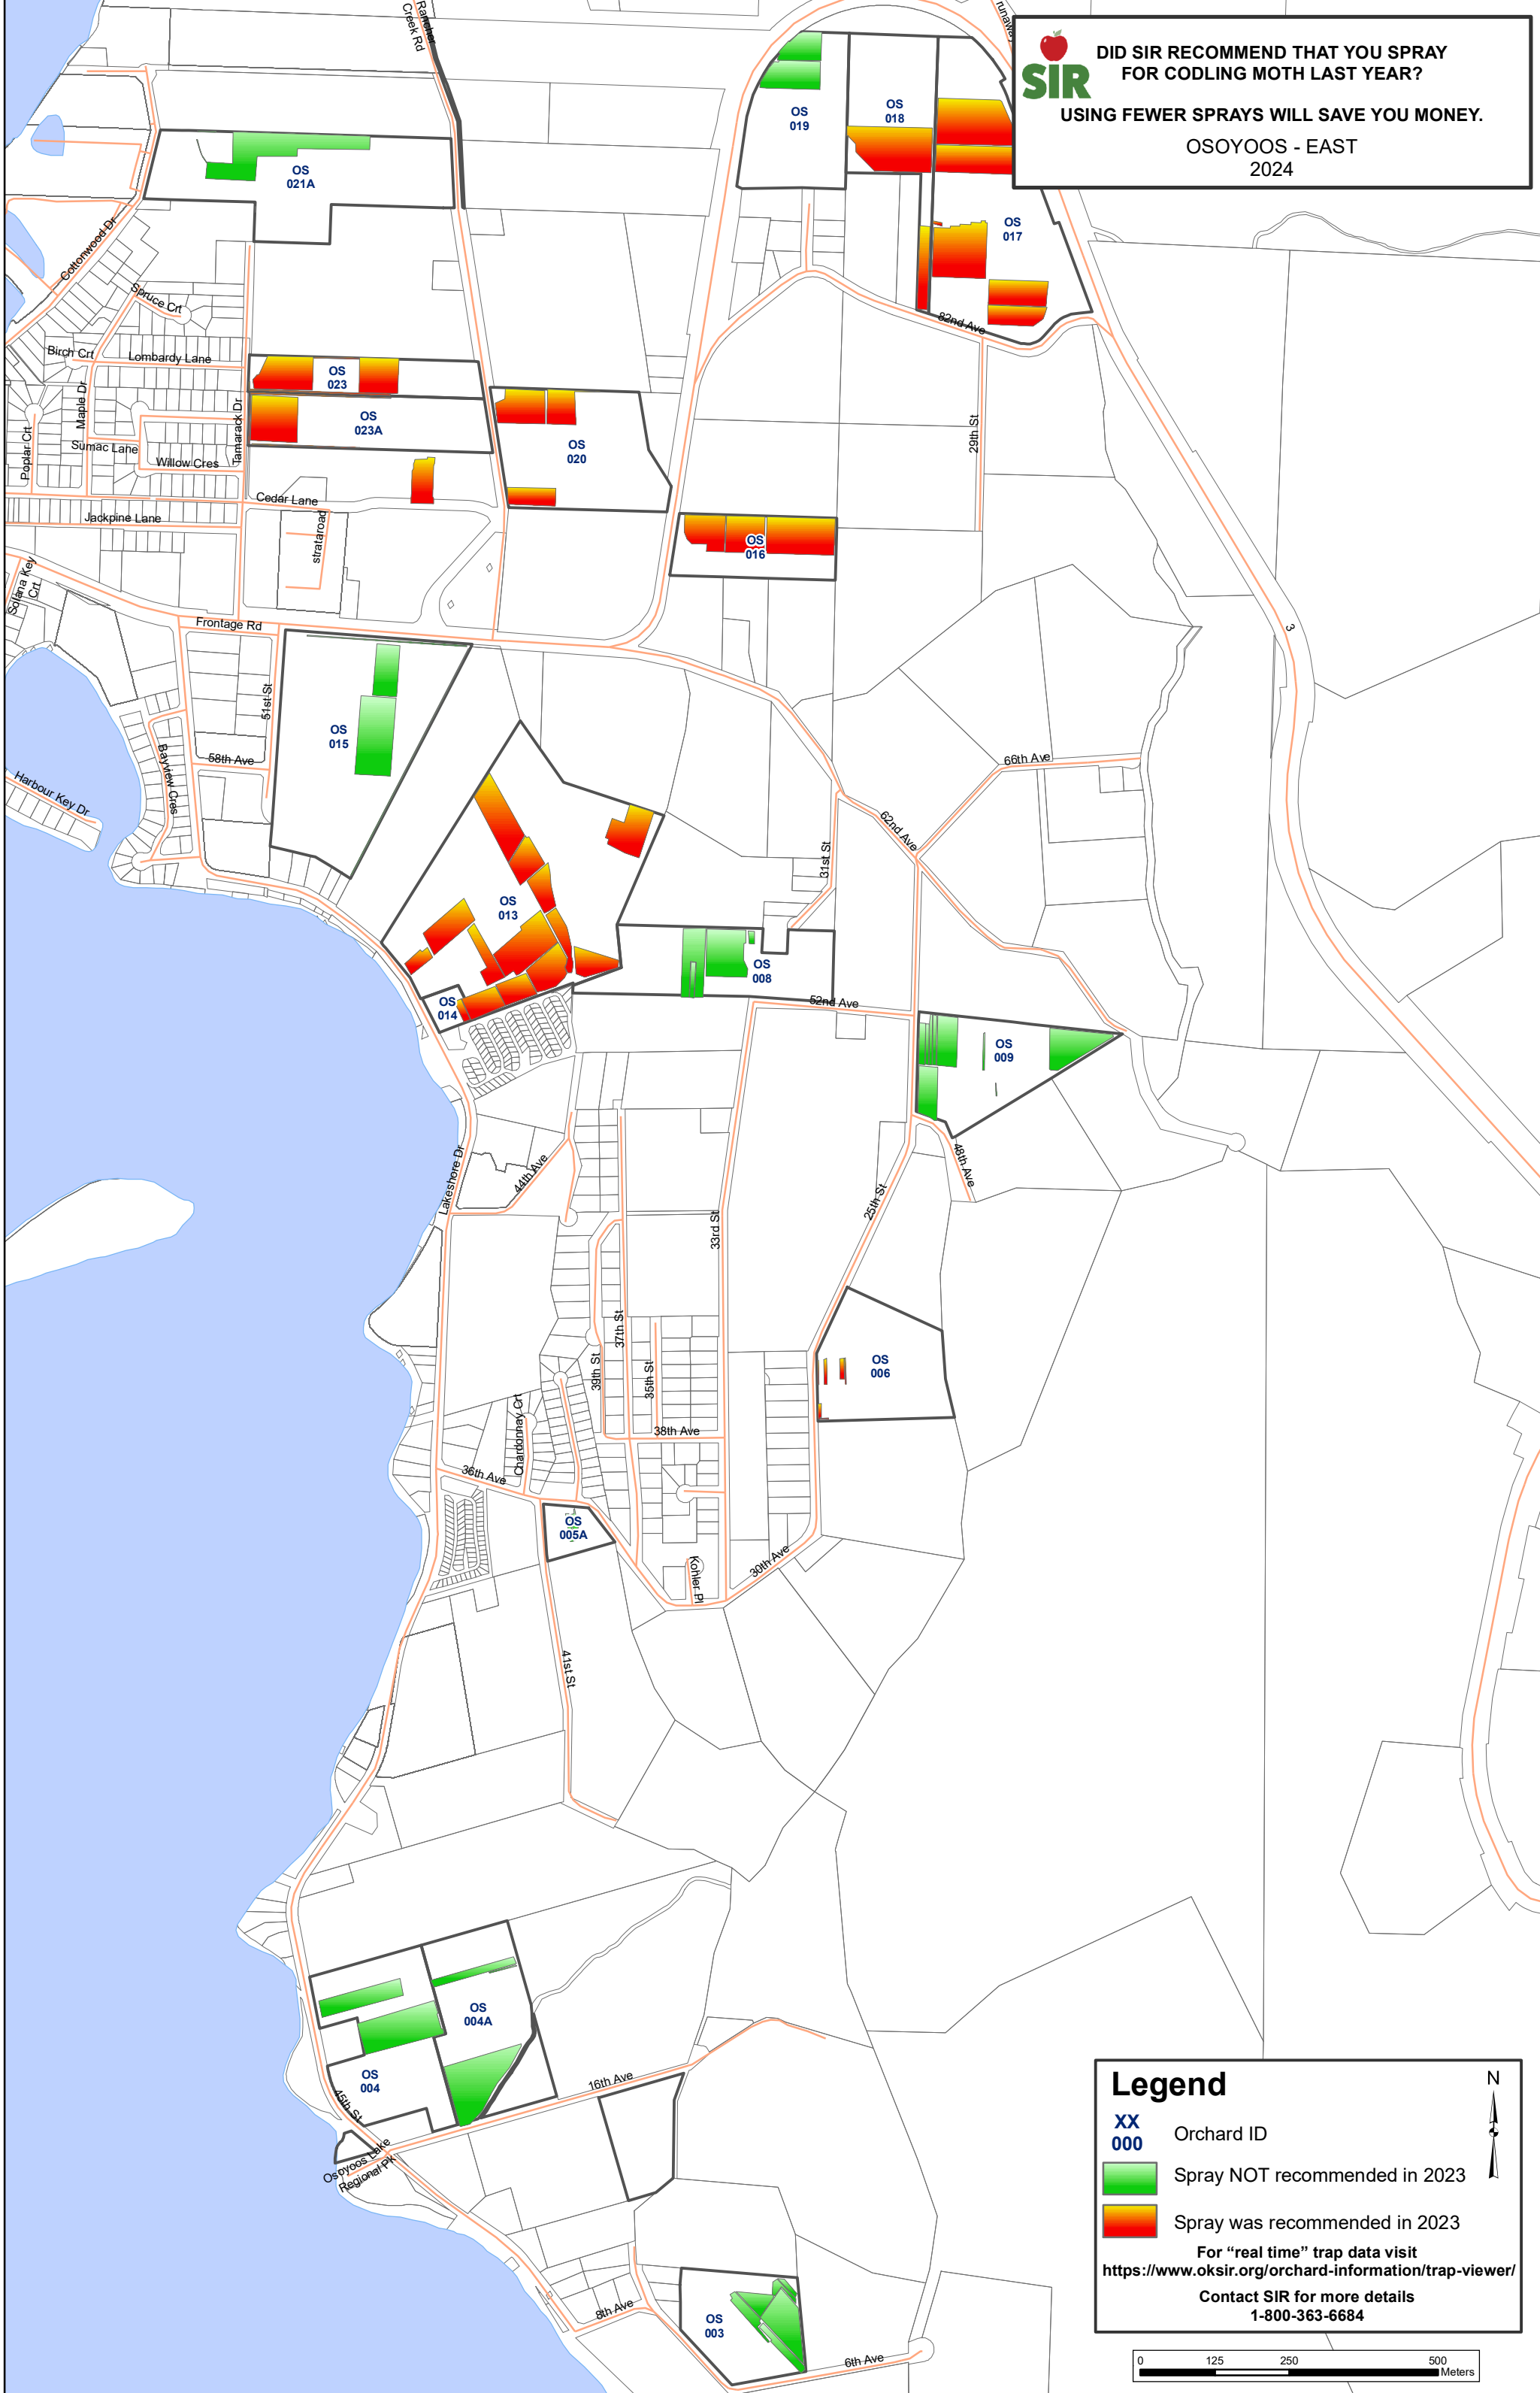 Rancher
Creek Rd
runaway
SIR
DID SIR RECOMMEND THAT YOU SPRAY
FOR CODLING MOTH LAST YEAR?
USING FEWER SPRAYS WILL SAVE YOU MONEY.
OSOYOOS - EAST
2024
OS
019
OS
018
OS
021A
OS
017
Cottonwood Dr
Spruce Crt
82nd Ave
Birch Crt
Lombardy Lane
OS
023
Maple Dr
Tamarack Dr
OS
023A
29th St
Poplar Crt
Sumac Lane
OS
020
Willow Cres
Cedar Lane
Jackpine Lane
strataroad
OS
016
Solana Key
Crt
Frontage Rd
3
51st St
OS
015
58th Ave
Bayview Cres
66th Ave
Harbour Key Dr
62nd Ave
31st St
OS
013
OS
008
OS
014
52nd Ave
OS
009
Lakeshore Dr
44th Ave
48th Ave
25th St
33rd St
37th St
OS
006
39th St
35th St
Chardonnay Crt
38th Ave
36th Ave
OS
005A
30th Ave
Kohler Pl
41st St
OS
004A
OS
004
16th Ave
45th St
Osoyoos Lake
Regional Pk
8th Ave
OS
003
6th Ave
Legend
N
XX
000
Orchard ID
Spray NOT recommended in 2023
Spray was recommended in 2023
For “real time” trap data visit
https://www.oksir.org/orchard-information/trap-viewer/
Contact SIR for more details
1-800-363-6684
0 125 250 500
Meters